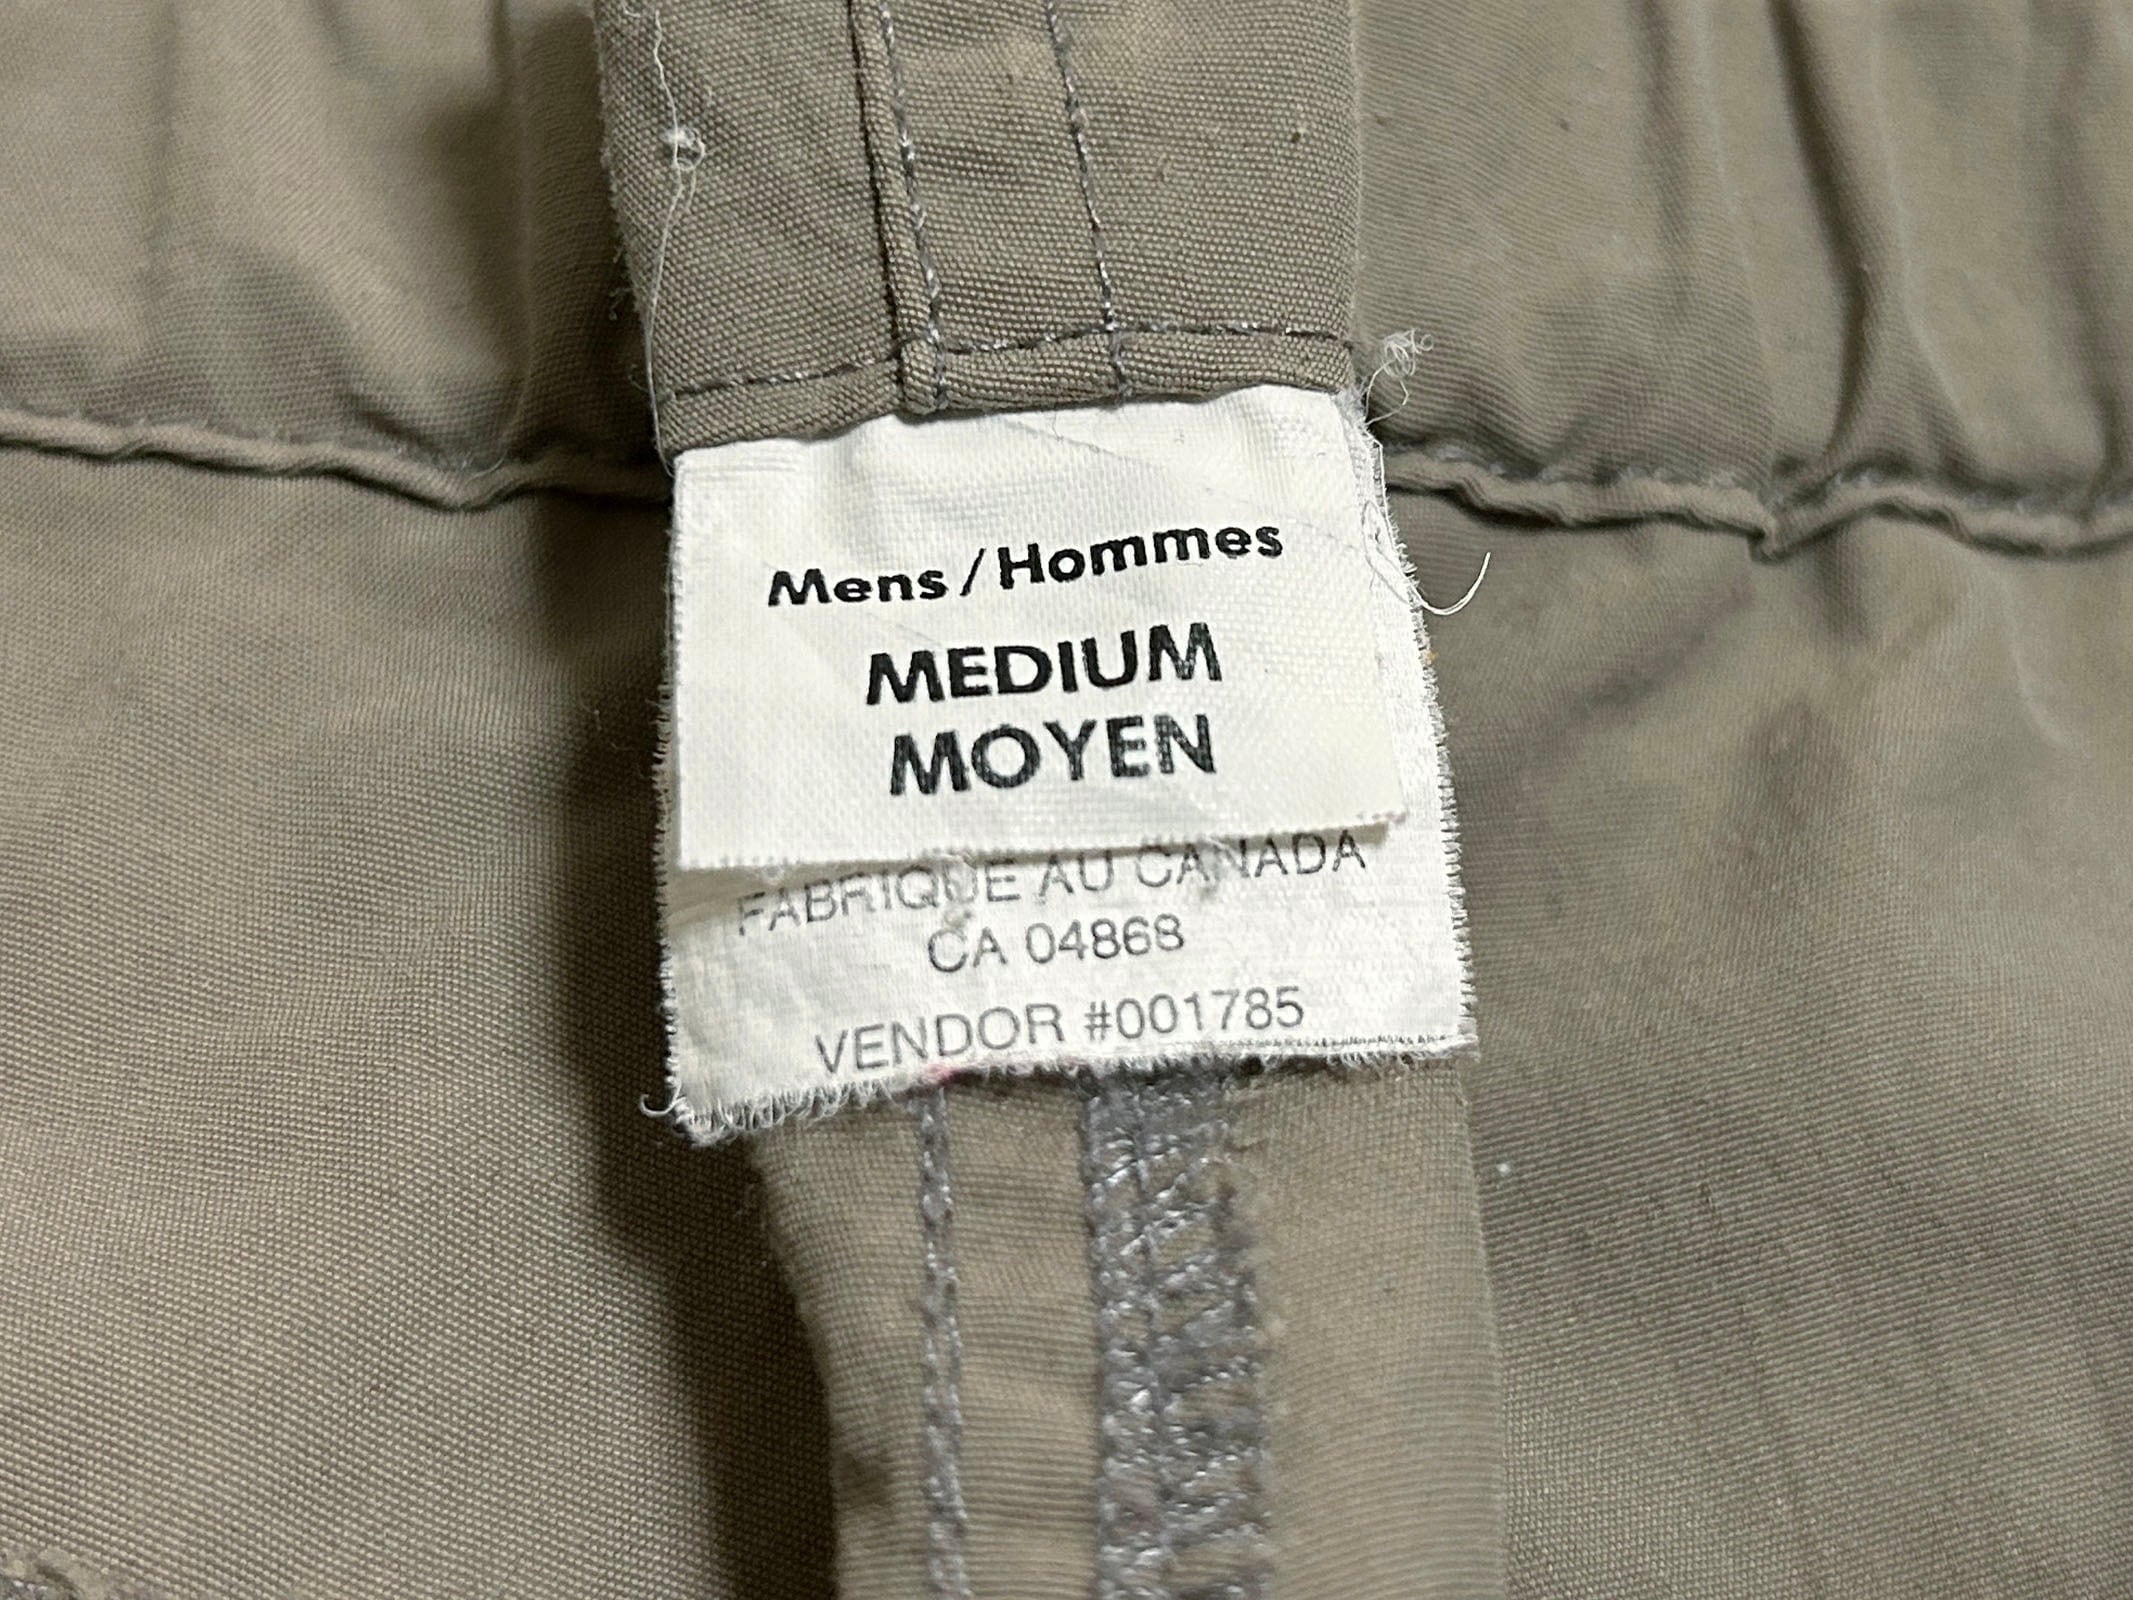 Mens/Hommes
MEDIUM
MOYEN
FABRIQUE AU CANADA
CA 04868
VENDOR #001785